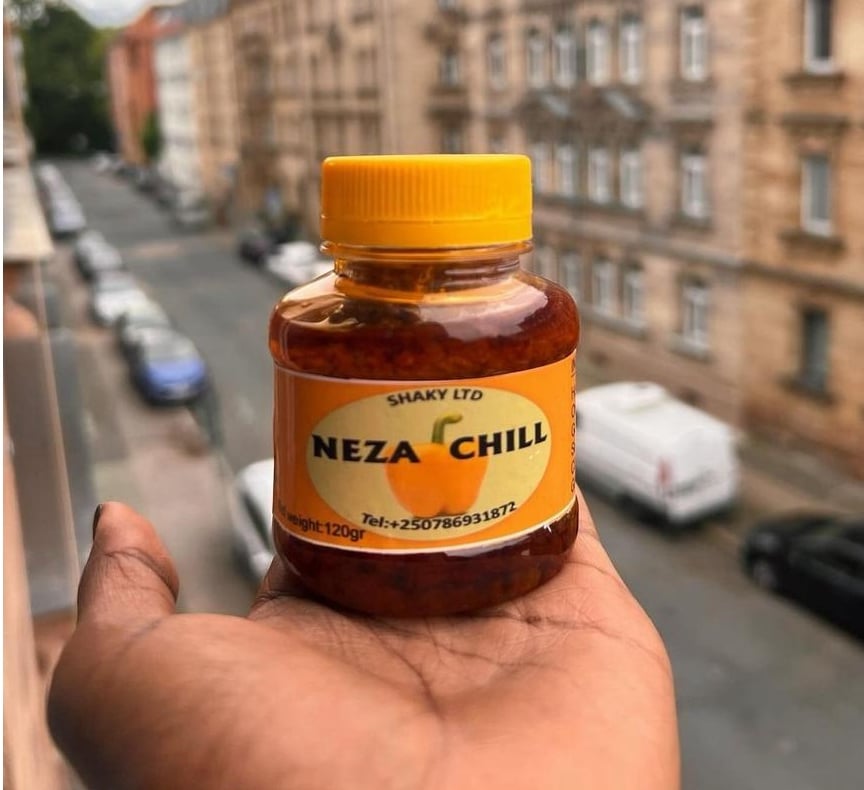 SHAKY LTD
NEZA CHILL
Tel:+250786931872
weight:120gr